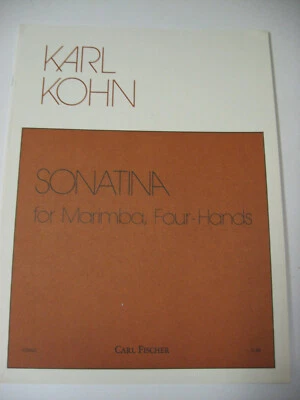 KARL
KOHN
SONATINA
for Marimba, Four-Hands
CARL FISCHER